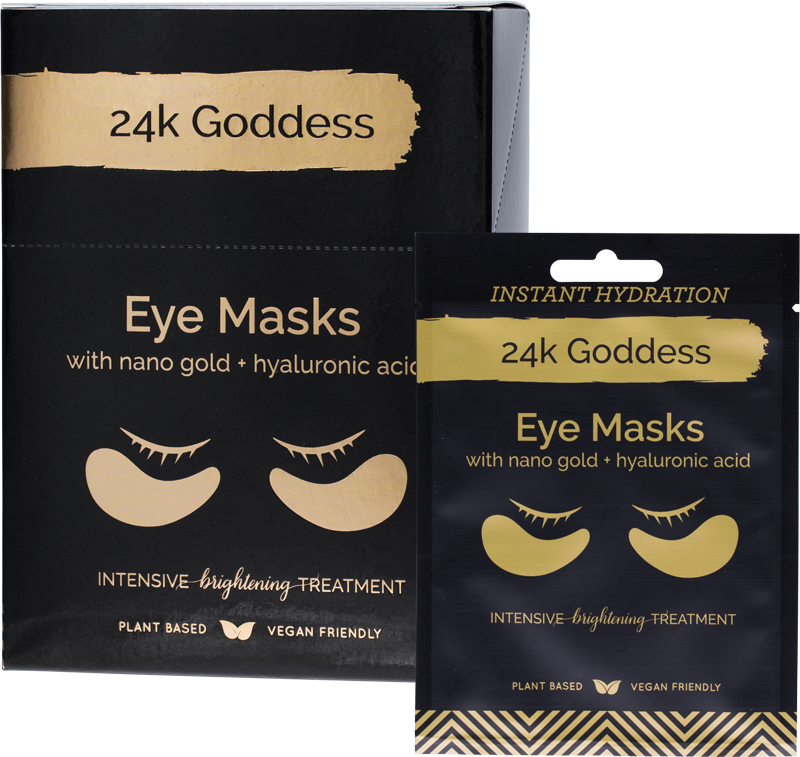 24k Goddess
Eye Masks
with nano gold + hyaluronic acid
INTENSIVE brightening TREATMENT
PLANT BASED VEGAN FRIENDLY
INSTANT HYDRATION
24k Goddess
Eye Masks
with nano gold + hyaluronic acid
INTENSIVE brightening TREATMENT
PLANT BASED VEGAN FRIENDLY